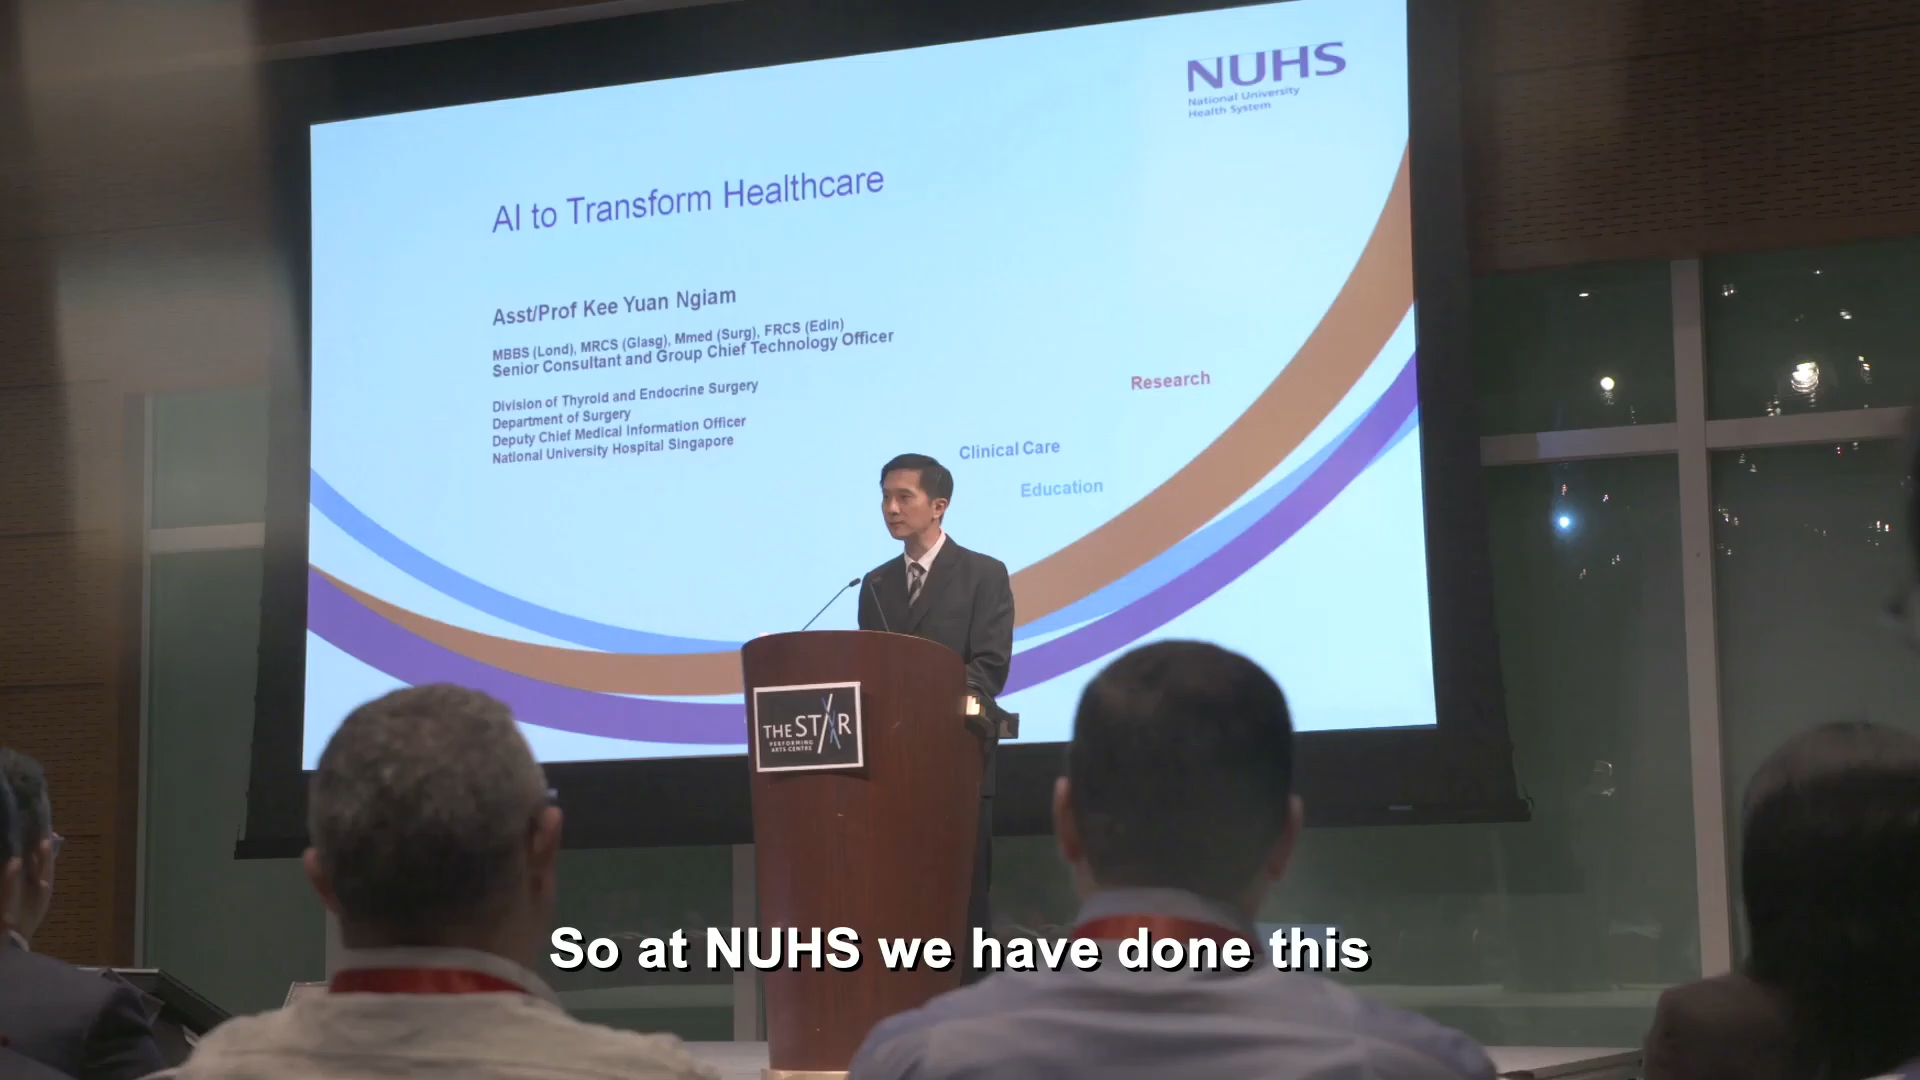 NUHS
National University
Health System
AI to Transform Healthcare
Asst/Prof Kee Yuan Ngiam
MBBS (Lond), MRCS (Glasg), Mmed (Surg), FRCS (Edin)
Senior Consultant and Group Chief Technology Officer
Division of Thyroid and Endocrine Surgery
Department of Surgery
Deputy Chief Medical Information Officer
National University Hospital Singapore
Research
Clinical Care
Education
THE STAR
PERFORMING
ARTS CENTRE
So at NUHS we have done this